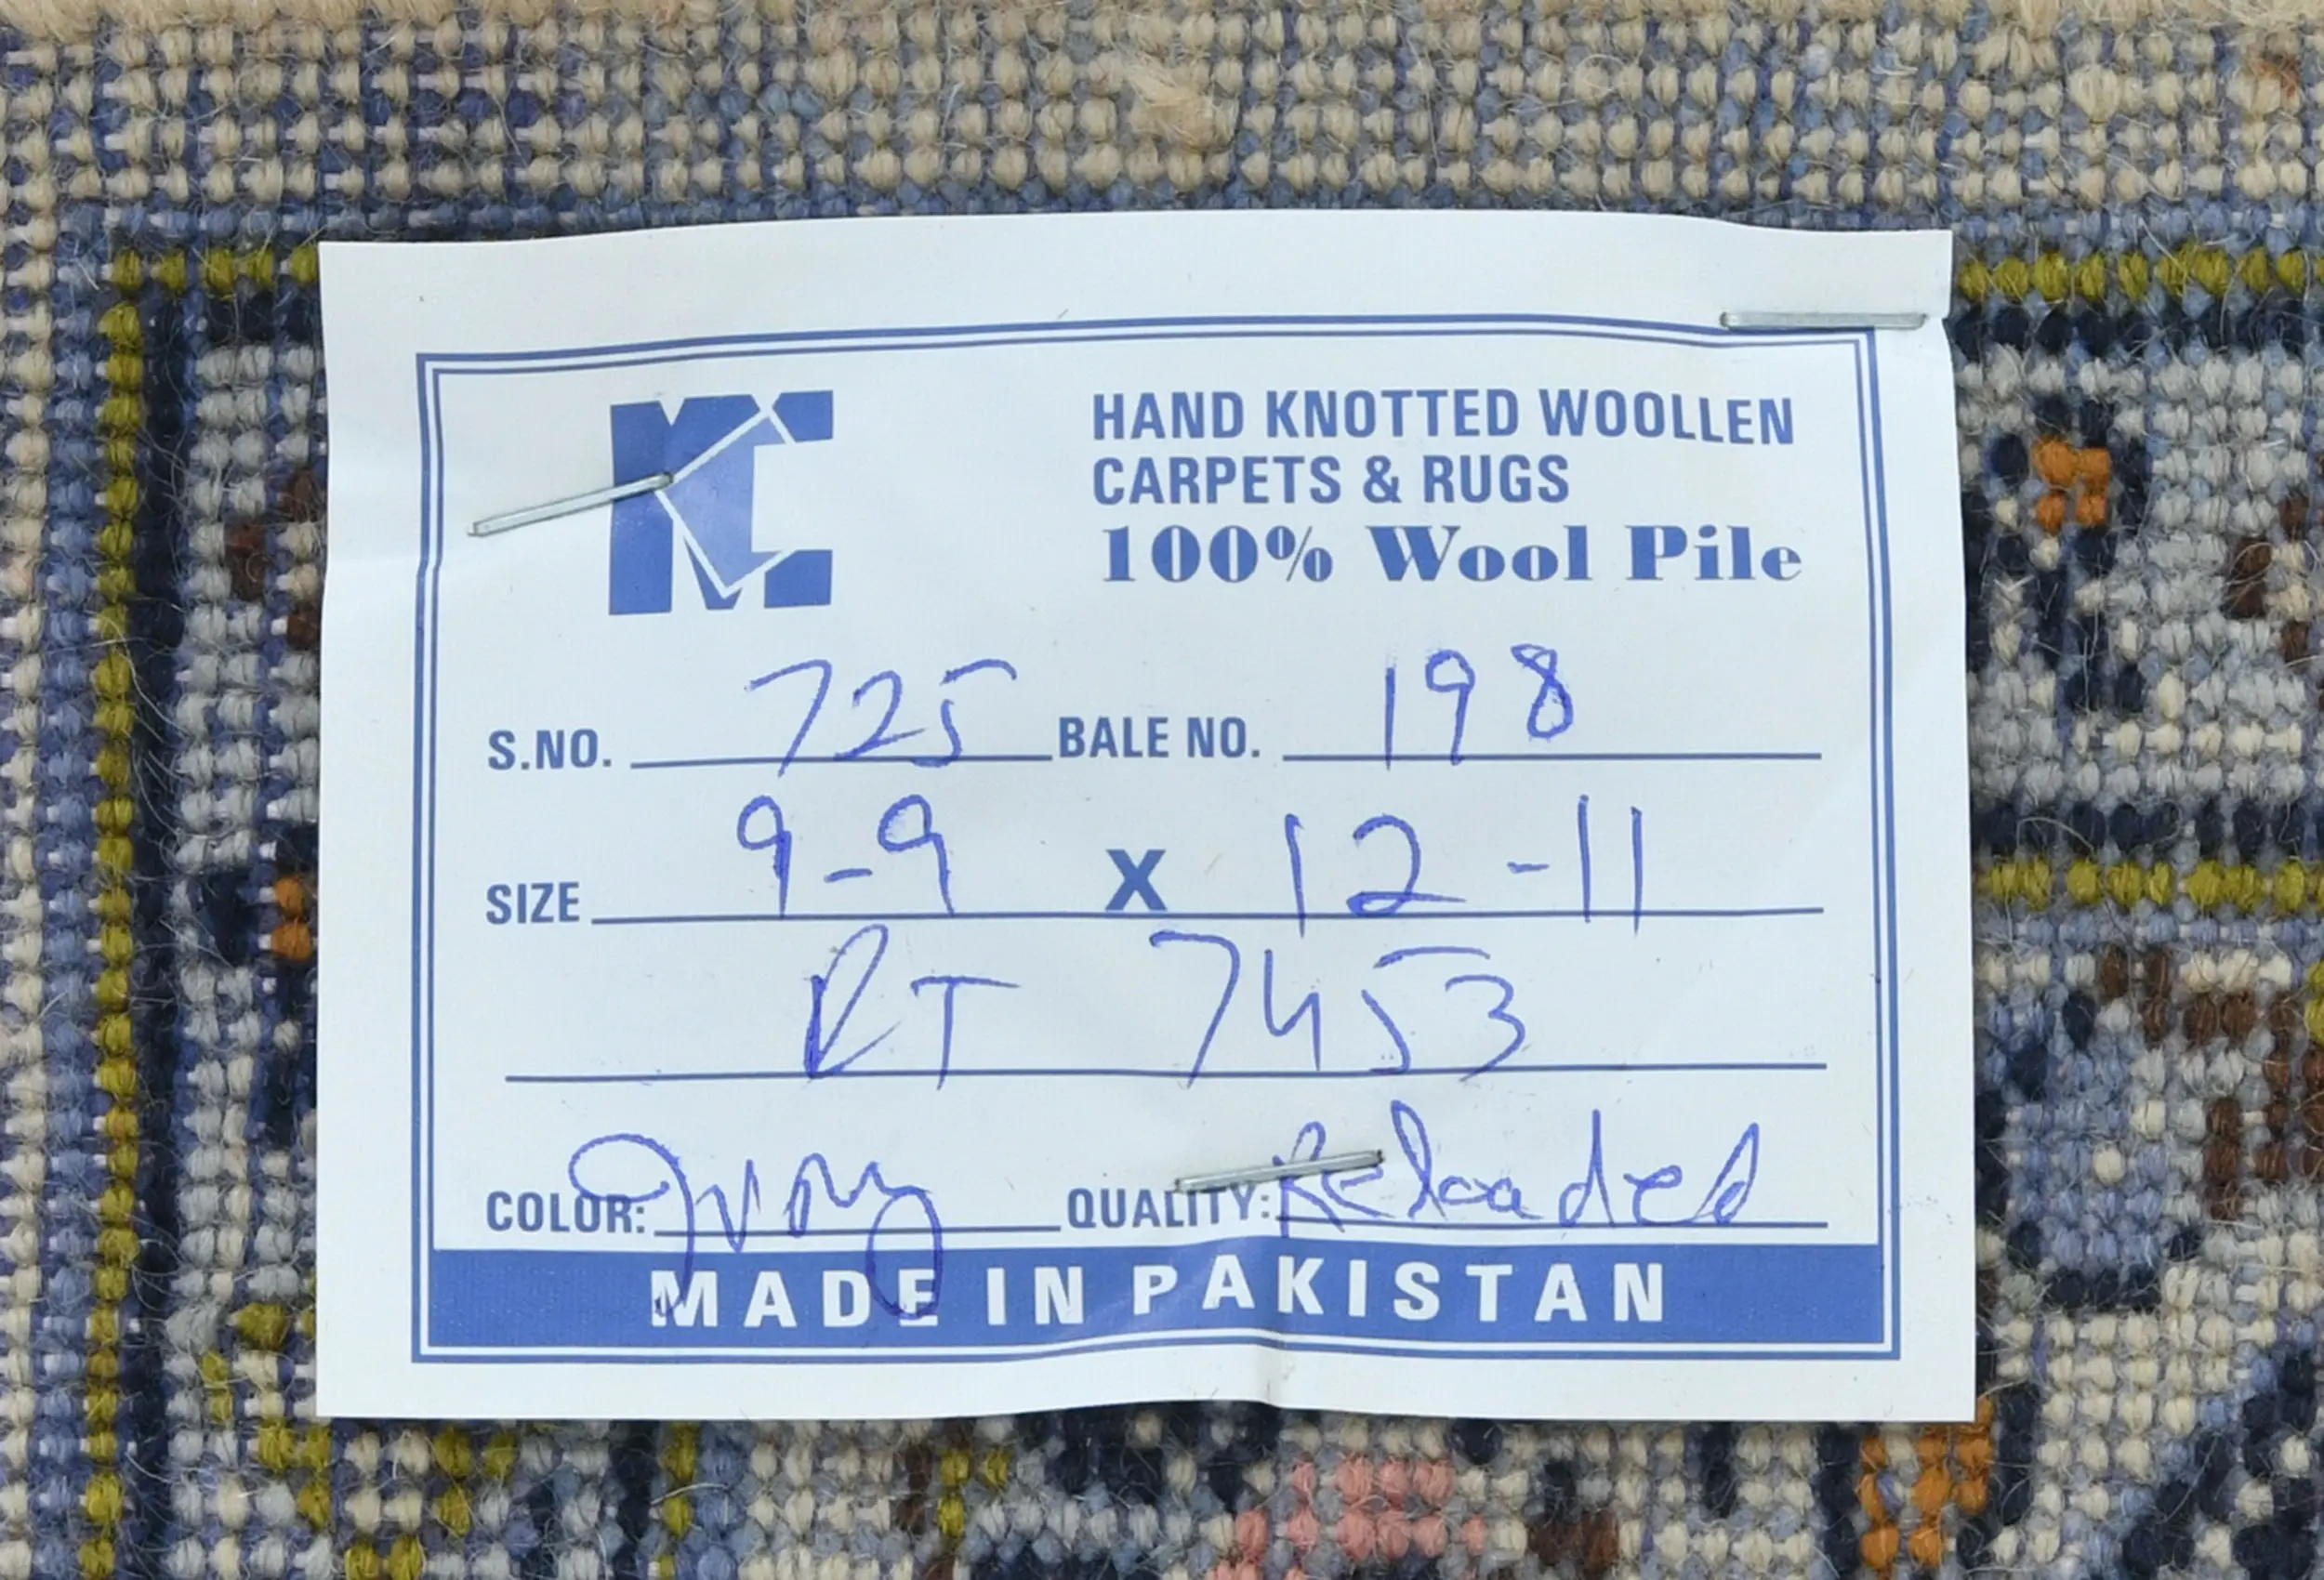 MC
HAND KNOTTED WOOLLEN
CARPETS & RUGS
100% Wool Pile
S.NO. 725 BALE NO. 198
SIZE 9-9 X 12-11
RT 7453
COLOR: Ivory QUALITY: Reloaded
MADE IN PAKISTAN